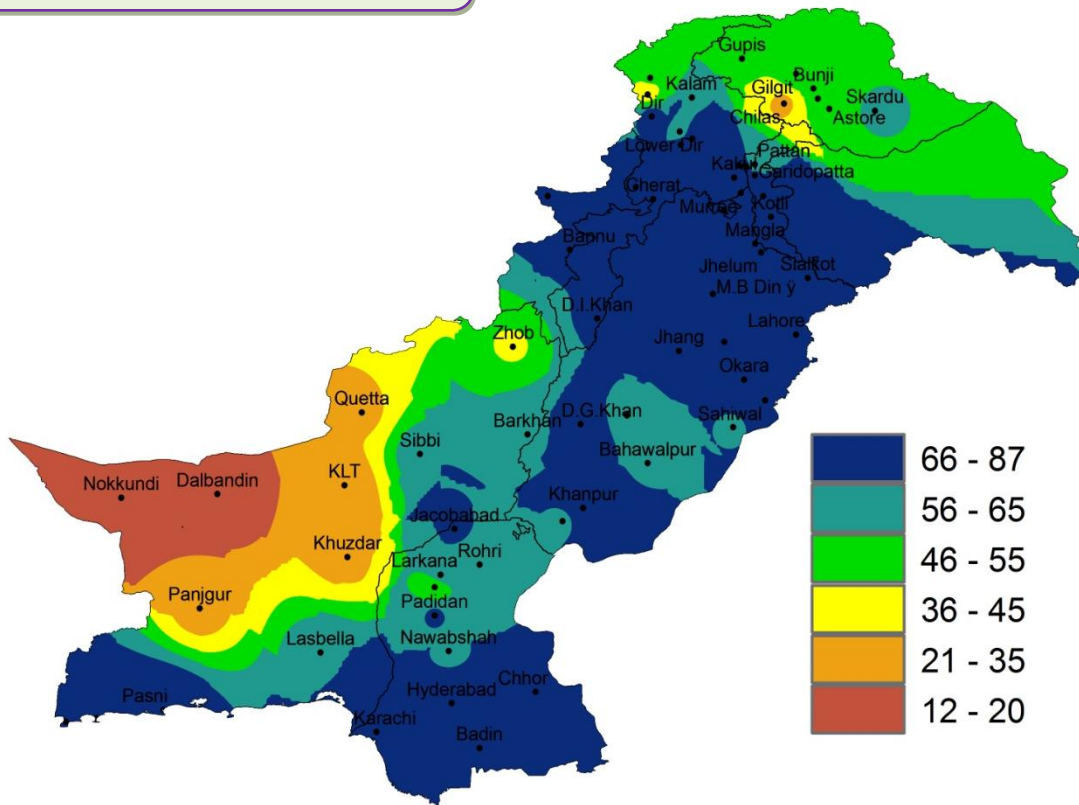 Gupis
Bunji
Kalam
Gilgit
Skardu
Dir
Chilas
Astore
Lower Dir
Pattan
Garidopatta
Cherat
Kotli
Mangla
Bannu
Jhelum
Sialkot
M.B Din ÿ
D.I.Khan
Lahore
Zhob
Jhang
Okara
Quetta
D.G.Khan
Sahiwal
Barkhan
Sibbi
Bahawalpur
66 - 87
Nokkundi
Dalbandin
KLT
Khanpur
56 - 65
Jacobabad
46 - 55
Khuzdar
Rohri
Larkana
36 - 45
Panjgur
Padidan
Lasbella
Nawabshah
21 - 35
Pasni
Hyderabad
Chhor
12 - 20
Karachi
Badin